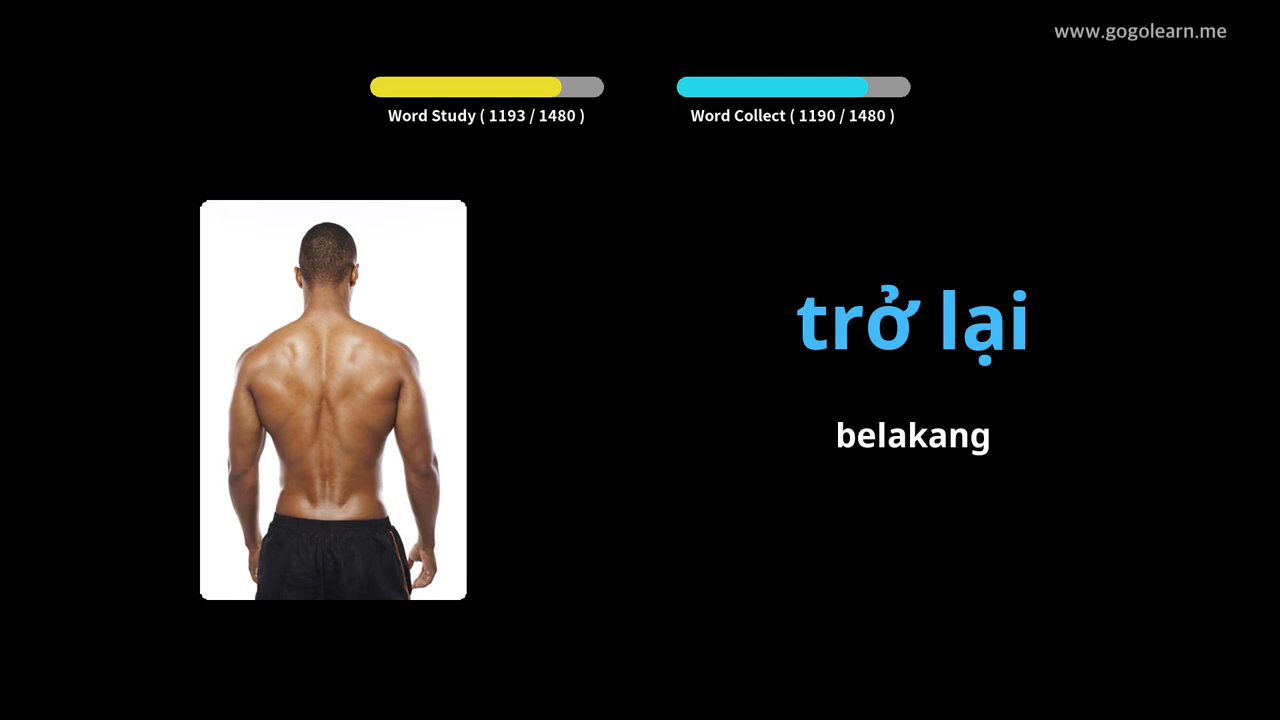 www.gogolearn.me
Word Study ( 1193 / 1480 )
Word Collect ( 1190 / 1480 )
trở lại
belakang